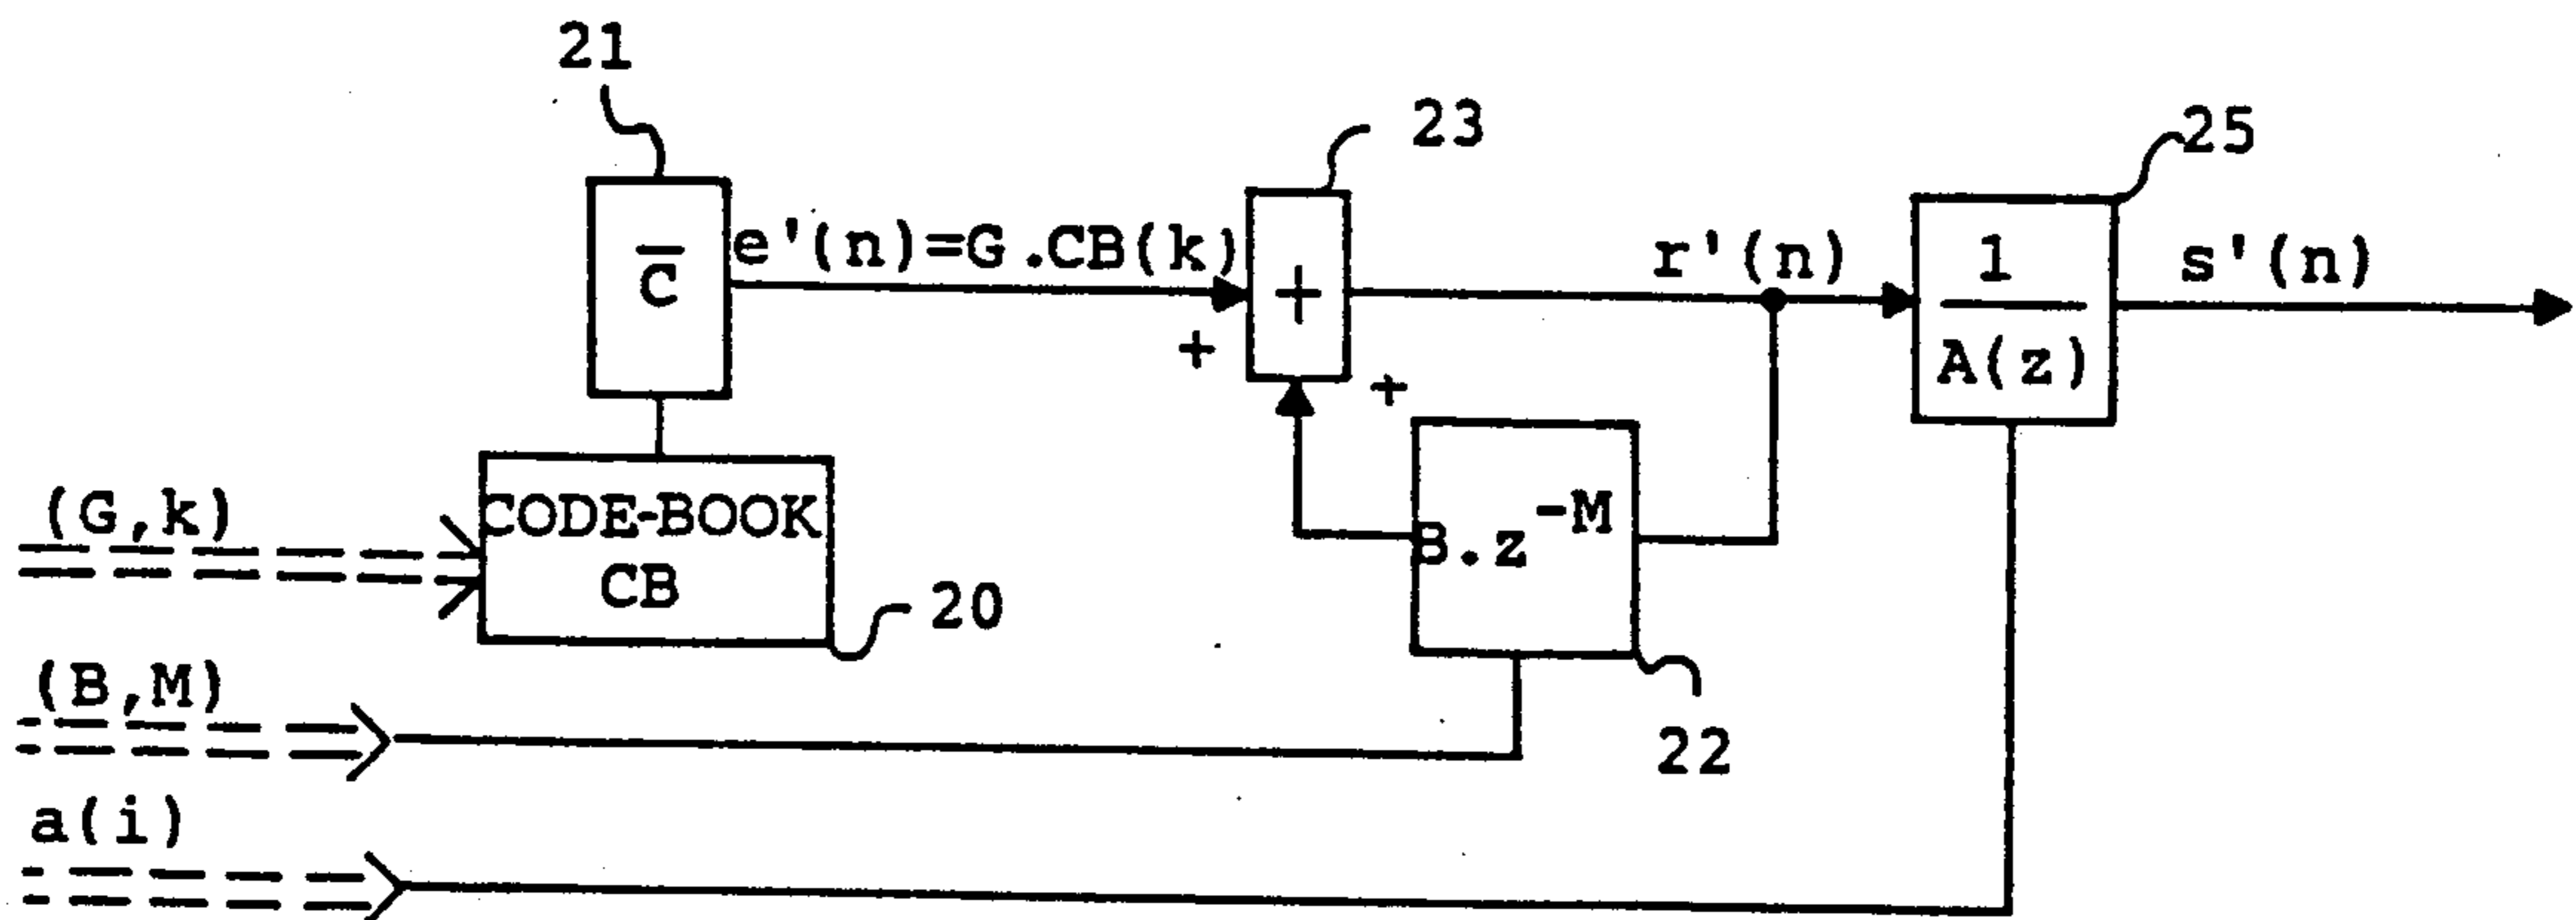 21
23
25
C̅
e'(n)=G.CB(k)
+
+
+
r'(n)
1
A(z)
s'(n)
(G,k)
CODE-BOOK
CB
20
B.z-M
22
(B,M)
a(i)